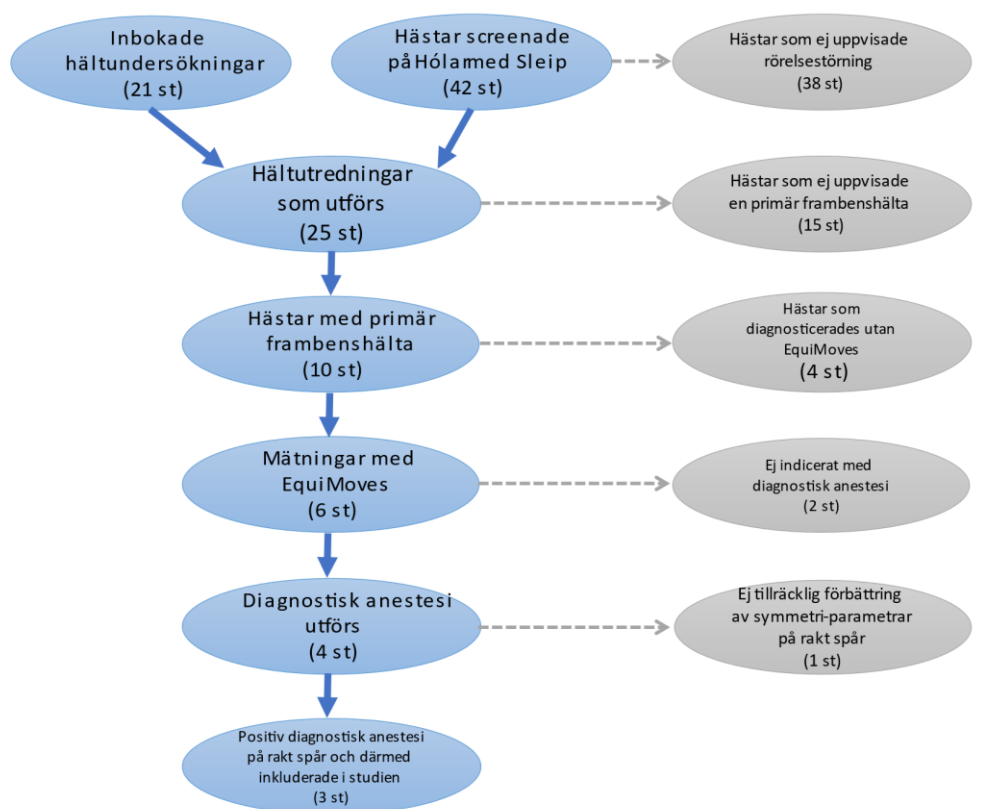 Inbokade
hältundersökningar
(21 st)
Hästar screenade
på Hólamed Sleip
(42 st)
Hästar som ej uppvisade
rörelsestörning
(38 st)
Hältutredningar
som utförs
(25 st)
Hästar som ej uppvisade
en primär frambenshälta
(15 st)
Hästar med primär
frambenshälta
(10 st)
Hästar som
diagnosticerades utan
EquiMoves
(4 st)
Mätningar med
EquiMoves
(6 st)
Ej indicerat med
diagnostisk anestesi
(2 st)
Diagnostisk anestesi
utförs
(4 st)
Ej tillräcklig förbättring
av symmetri-parametrar
på rakt spår
(1 st)
Positiv diagnostisk anestesi
på rakt spår och därmed
inkluderade i studien
(3 st)